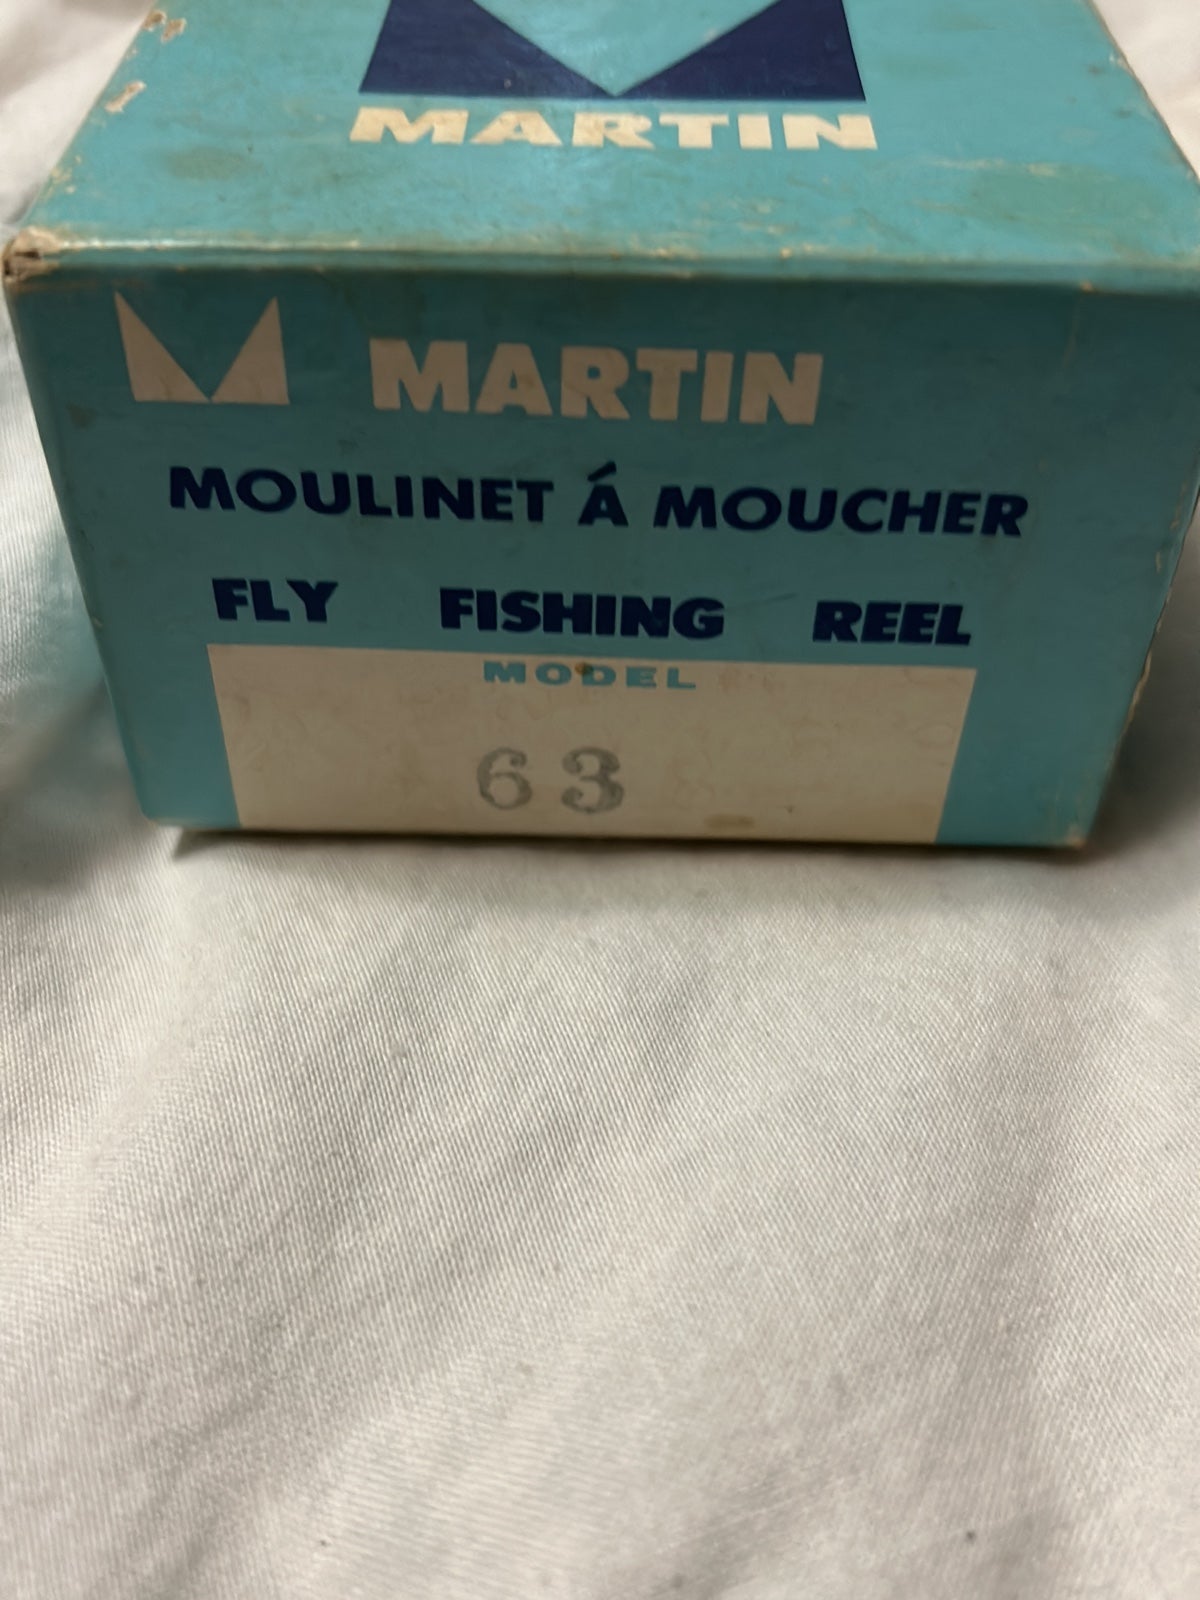 MARTIN
MARTIN
MOULINET Á MOUCHER
FLY FISHING REEL
MODEL
63